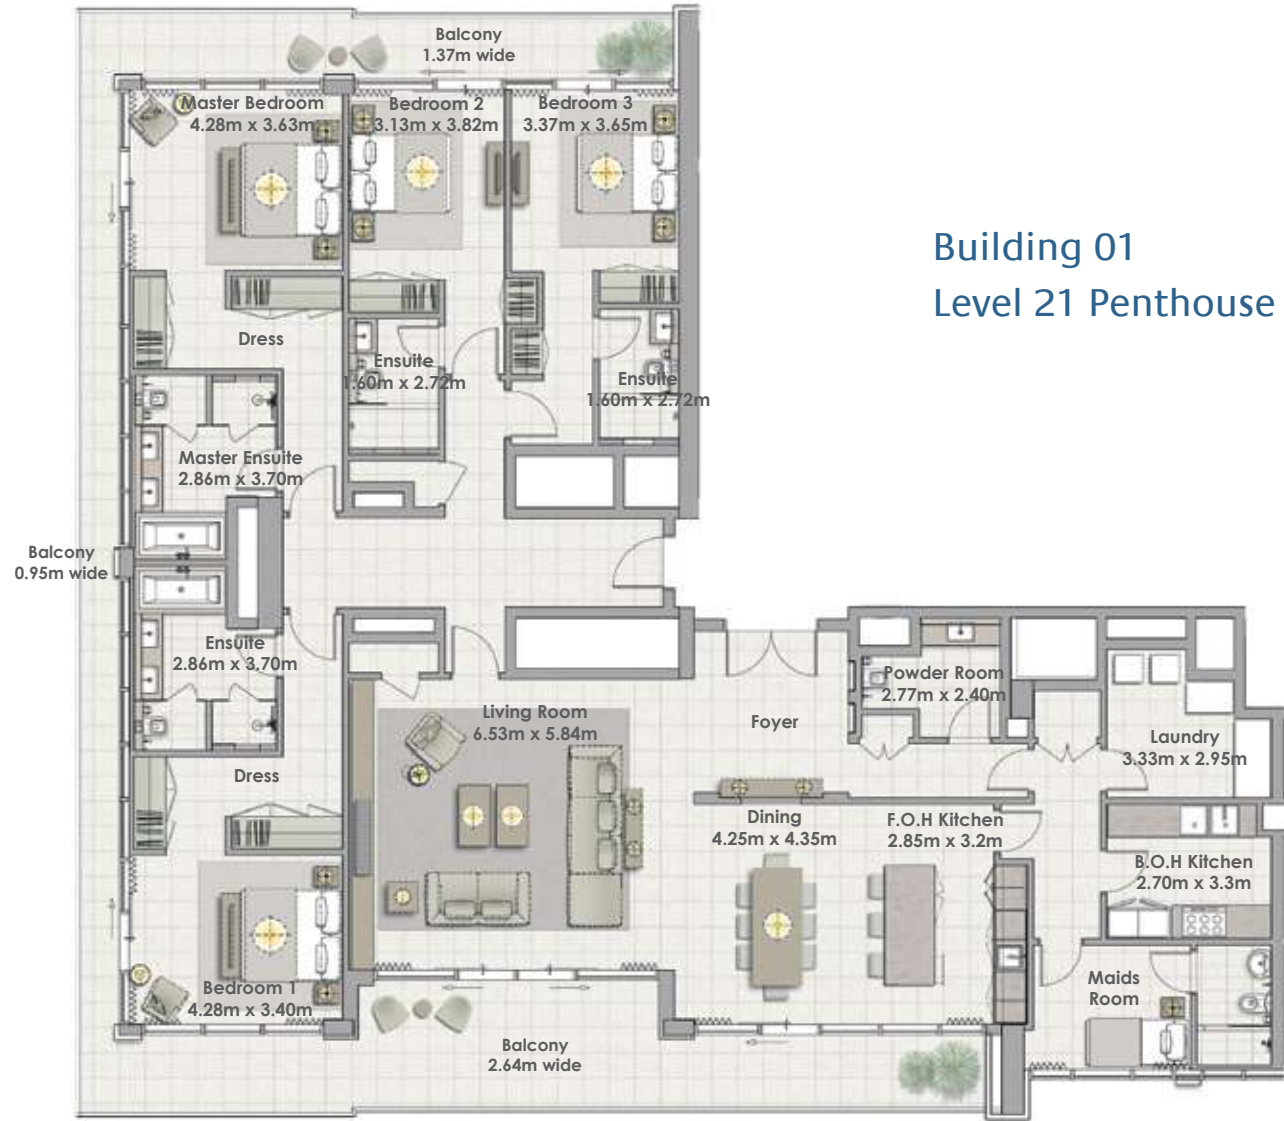 Balcony
1.37m wide
Master Bedroom
4.28m x 3.63m
Bedroom 2
3.13m x 3.82m
Bedroom 3
3.37m x 3.65m
Building 01
Level 21 Penthouse
Dress
Ensuite
1.60m x 2.72m
Ensuite
1.60m x 2.72m
Master Ensuite
2.86m x 3.70m
Balcony
0.95m wide
Ensuite
2.86m x 3.70m
Powder Room
2.77m x 2.40m
Living Room
6.53m x 5.84m
Foyer
Laundry
3.33m x 2.95m
Dress
Dining
4.25m x 4.35m
F.O.H Kitchen
2.85m x 3.2m
B.O.H Kitchen
2.70m x 3.3m
Bedroom 1
4.28m x 3.40m
Maids
Room
Balcony
2.64m wide